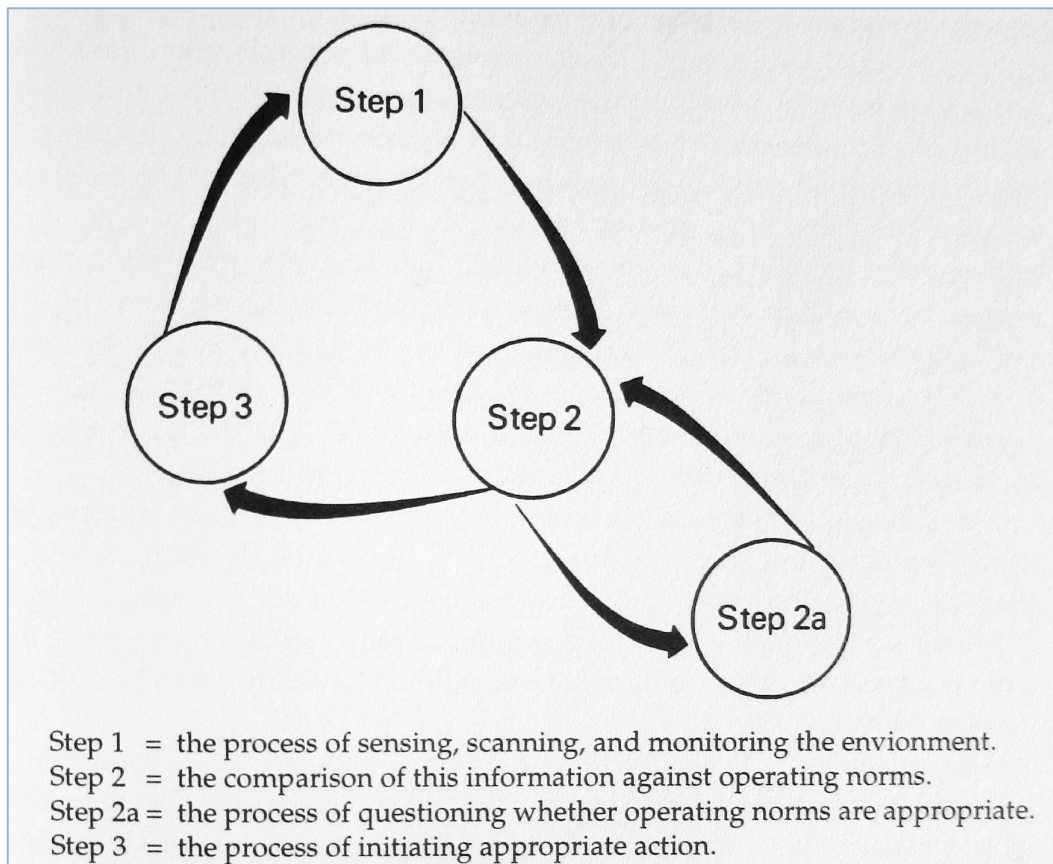 Step 1
Step 3
Step 2
Step 2a
Step 1 = the process of sensing, scanning, and monitoring the envionment.
Step 2 = the comparison of this information against operating norms.
Step 2a = the process of questioning whether operating norms are appropriate.
Step 3 = the process of initiating appropriate action.